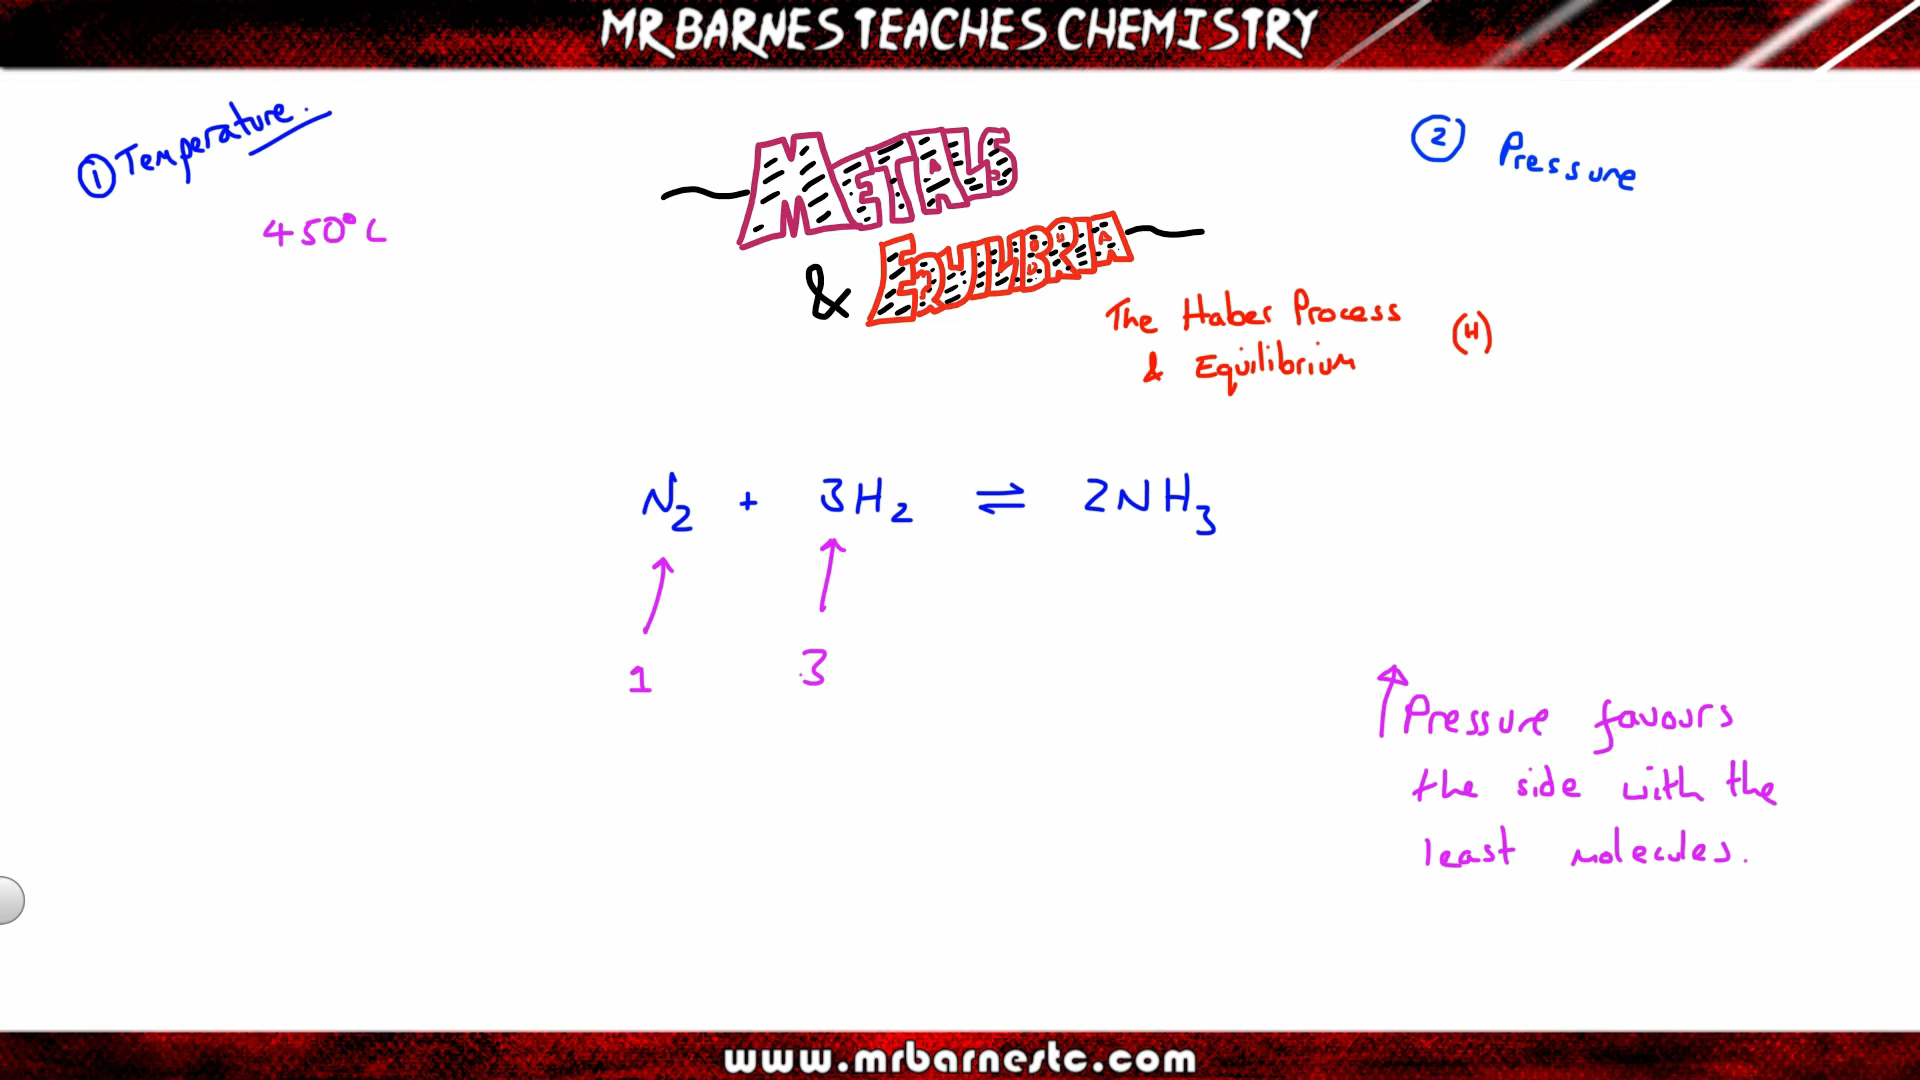 MR BARNES TEACHES CHEMISTRY
① Temperature.
450°C
METALS
& EQUILIBRIA
The Haber Process (H)
& Equilibrium
② Pressure
N₂ + 3H₂ ⇌ 2NH₃
1 3
↑ Pressure favours
the side with the
least molecules.
www.mrbarnestc.com